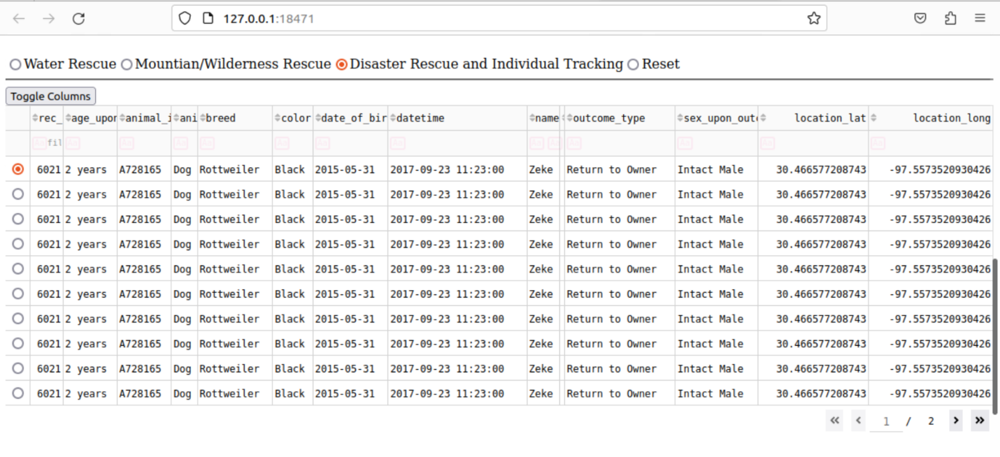 127.0.0.1:18471
Water Rescue Mountian/Wilderness Rescue Disaster Rescue and Individual Tracking Reset
Toggle Columns
rec_ age_upon animal_i ani breed color date_of_bir datetime name outcome_type sex_upon_outc location_lat location_long
Aa fil Aa Aa Aa Aa Aa Aa Aa Aa Aa Aa Aa Aa Aa
6021 2 years A728165 Dog Rottweiler Black 2015-05-31 2017-09-23 11:23:00 Zeke Return to Owner Intact Male 30.466577208743 -97.5573520930426
6021 2 years A728165 Dog Rottweiler Black 2015-05-31 2017-09-23 11:23:00 Zeke Return to Owner Intact Male 30.466577208743 -97.5573520930426
6021 2 years A728165 Dog Rottweiler Black 2015-05-31 2017-09-23 11:23:00 Zeke Return to Owner Intact Male 30.466577208743 -97.5573520930426
6021 2 years A728165 Dog Rottweiler Black 2015-05-31 2017-09-23 11:23:00 Zeke Return to Owner Intact Male 30.466577208743 -97.5573520930426
6021 2 years A728165 Dog Rottweiler Black 2015-05-31 2017-09-23 11:23:00 Zeke Return to Owner Intact Male 30.466577208743 -97.5573520930426
6021 2 years A728165 Dog Rottweiler Black 2015-05-31 2017-09-23 11:23:00 Zeke Return to Owner Intact Male 30.466577208743 -97.5573520930426
6021 2 years A728165 Dog Rottweiler Black 2015-05-31 2017-09-23 11:23:00 Zeke Return to Owner Intact Male 30.466577208743 -97.5573520930426
6021 2 years A728165 Dog Rottweiler Black 2015-05-31 2017-09-23 11:23:00 Zeke Return to Owner Intact Male 30.466577208743 -97.5573520930426
6021 2 years A728165 Dog Rottweiler Black 2015-05-31 2017-09-23 11:23:00 Zeke Return to Owner Intact Male 30.466577208743 -97.5573520930426
6021 2 years A728165 Dog Rottweiler Black 2015-05-31 2017-09-23 11:23:00 Zeke Return to Owner Intact Male 30.466577208743 -97.5573520930426
1 / 2